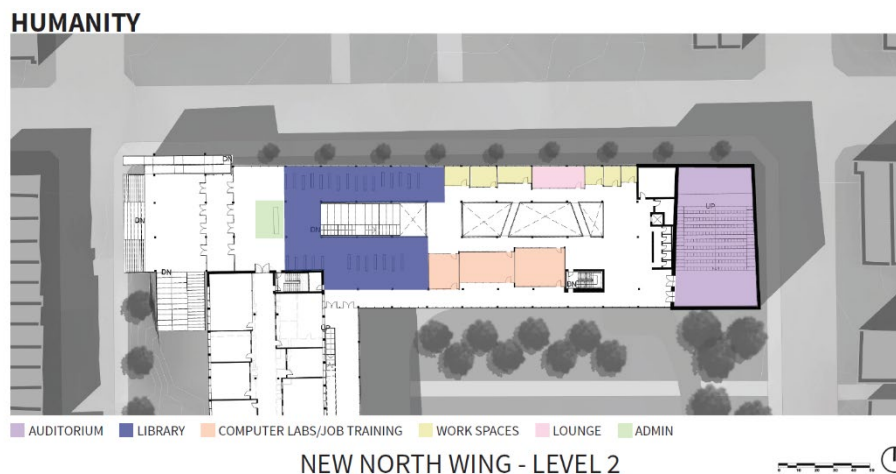 HUMANITY
DN
DN
DN
UP
DN
DN
UP
AUDITORIUM LIBRARY COMPUTER LABS/JOB TRAINING WORK SPACES LOUNGE ADMIN
NEW NORTH WING - LEVEL 2